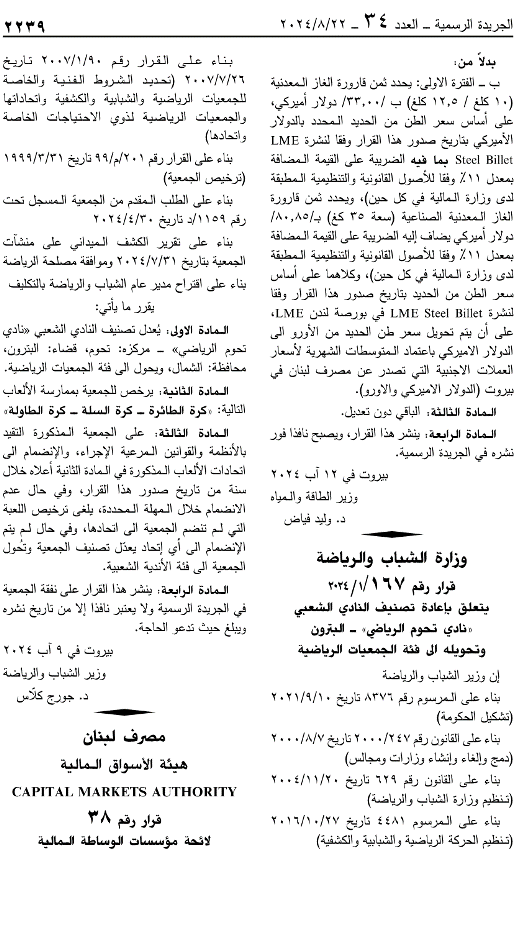 الجريدة الرسمية ــ العدد ٣٤ ــ ٢٠٢٤/٨/٢٢
٢٢٣٩
بدلاً من:
ب ــ الفترة الاولى: يحدد ثمن قارورة الغاز المعدنية
(١٠ كلغ / ١٢,٥ كلغ) ب /٣٣,٠٠/ دولار أميركي،
على أساس سعر الطن من الحديد المحدد بالدولار
الأميركي بتاريخ صدور هذا القرار وفقا لنشرة LME
Steel Billet بما فيه الضريبة على القيمة المضافة
بمعدل ١١٪ وفقا للأصول القانونية والتنظيمية المطبقة
لدى وزارة المالية في كل حين)، ويحدد ثمن قارورة
الغاز المعدنية الصناعية (سعة ٣٥ كغ) بـ/٨٠,٨٥/
دولار أميركي يضاف إليه الضريبة على القيمة المضافة
بمعدل ١١٪ وفقا للأصول القانونية والتنظيمية المطبقة
لدى وزارة المالية في كل حين)، وكلاهما على أساس
سعر الطن من الحديد بتاريخ صدور هذا القرار وفقا
لنشرة LME Steel Billet في بورصة لندن LME،
على أن يتم تحويل سعر طن الحديد من الأورو الى
الدولار الاميركي باعتماد المتوسطات الشهرية لأسعار
العملات الاجنبية التي تصدر عن مصرف لبنان في
بيروت (الدولار الاميركي والاورو).
المادة الثالثة: الباقي دون تعديل.
المادة الرابعة: ينشر هذا القرار، ويصبح نافذا فور
نشره في الجريدة الرسمية.
بيروت في ١٢ آب ٢٠٢٤
وزير الطاقة والمياه
د. وليد فياض
وزارة الشباب والرياضة
قرار رقم ٢٠٢٤/١/١٦٧
يتعلق بإعادة تصنيف النادي الشعبي
«نادي تحوم الرياضي» ــ البترون
وتحويله الى فئة الجمعيات الرياضية
إن وزير الشباب والرياضة
بناء على المرسوم رقم ٨٣٧٦ تاريخ ٢٠٢١/٩/١٠
(تشكيل الحكومة)
بناء على القانون رقم ٢٠٠٠/٢٤٧ تاريخ ٢٠٠٠/٨/٧
(دمج وإلغاء وإنشاء وزارات ومجالس)
بناء على القانون رقم ٦٢٩ تاريخ ٢٠٠٤/١١/٢٠
(تنظيم وزارة الشباب والرياضة)
بناء على المرسوم ٤٤٨١ تاريخ ٢٠١٦/١٠/٢٧
(تنظيم الحركة الرياضية والشبابية والكشفية)
بناء على القرار رقم ٢٠٠٧/١/٩٠ تاريخ
٢٠٠٧/٧/٢٦ (تحديد الشروط الفنية والخاصة
للجمعيات الرياضية والشبابية والكشفية واتحاداتها
والجمعيات الرياضية لذوي الاحتياجات الخاصة
واتحادها)
بناء على القرار رقم ٢٠١/م/٩٩ تاريخ ١٩٩٩/٣/٣١
(ترخيص الجمعية)
بناء على الطلب المقدم من الجمعية المسجل تحت
رقم ١١٥٩/د تاريخ ٢٠٢٤/٤/٣٠
بناء على تقرير الكشف الميداني على منشآت
الجمعية بتاريخ ٢٠٢٤/٧/٣١ وموافقة مصلحة الرياضة
بناء على اقتراح مدير عام الشباب والرياضة بالتكليف
يقرر ما يأتي:
المادة الاولى: يُعدل تصنيف النادي الشعبي «نادي
تحوم الرياضي» ــ مركزه: تحوم، قضاء: البترون،
محافظة: الشمال، ويحول الى فئة الجمعيات الرياضية.
المادة الثانية: يرخص للجمعية بممارسة الألعاب
التالية: «كرة الطائرة ــ كرة السلة ــ كرة الطاولة»
المادة الثالثة: على الجمعية المذكورة التقيد
بالأنظمة والقوانين المرعية الإجراء، والإنضمام الى
اتحادات الألعاب المذكورة في المادة الثانية أعلاه خلال
سنة من تاريخ صدور هذا القرار، وفي حال عدم
الانضمام خلال المهلة المحددة، يلغى ترخيص اللعبة
التي لم تنضم الجمعية الى اتحادها، وفي حال لم يتم
الإنضمام الى أي إتحاد يعدّل تصنيف الجمعية وتُحول
الجمعية الى فئة الأندية الشعبية.
المادة الرابعة: ينشر هذا القرار على نفقة الجمعية
في الجريدة الرسمية ولا يعتبر نافذا إلا من تاريخ نشره
ويبلغ حيث تدعو الحاجة.
بيروت في ٩ آب ٢٠٢٤
وزير الشباب والرياضة
د. جورج كلّاس
مصرف لبنان
هيئة الأسواق المالية
CAPITAL MARKETS AUTHORITY
قرار رقم ٣٨
لائحة مؤسسات الوساطة المالية